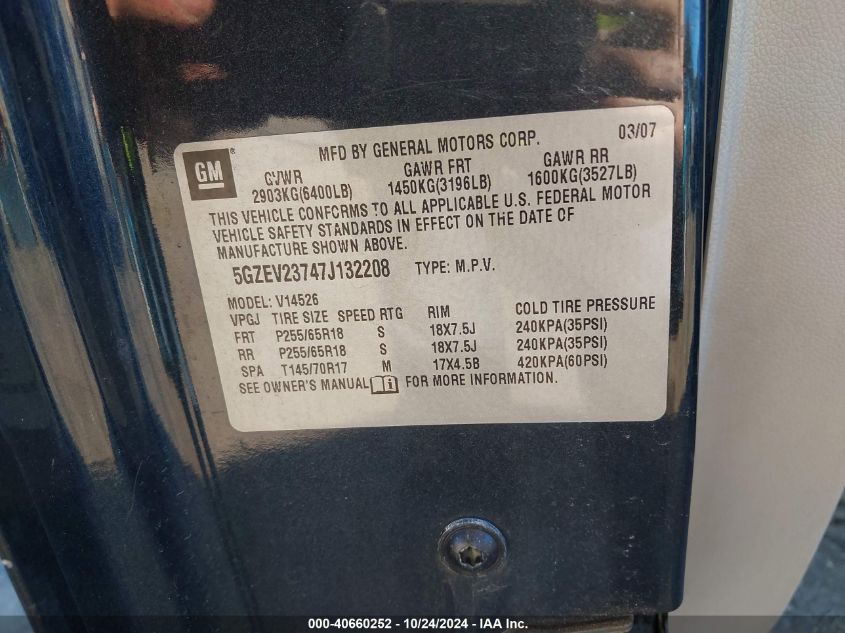 GM®
MFD BY GENERAL MOTORS CORP. 03/07
GVWR GAWR FRT GAWR RR
2903KG(6400LB) 1450KG(3196LB) 1600KG(3527LB)
THIS VEHICLE CONFORMS TO ALL APPLICABLE U.S. FEDERAL MOTOR
VEHICLE SAFETY STANDARDS IN EFFECT ON THE DATE OF
MANUFACTURE SHOWN ABOVE.
5GZEV23747J132208 TYPE: M.P.V.
MODEL: V14526
VPGJ TIRE SIZE SPEED RTG RIM COLD TIRE PRESSURE
FRT P255/65R18 S 18X7.5J 240KPA(35PSI)
RR P255/65R18 S 18X7.5J 240KPA(35PSI)
SPA T145/70R17 M 17X4.5B 420KPA(60PSI)
SEE OWNER'S MANUAL i FOR MORE INFORMATION.
000-40660252 - 10/24/2024 - IAAI.com